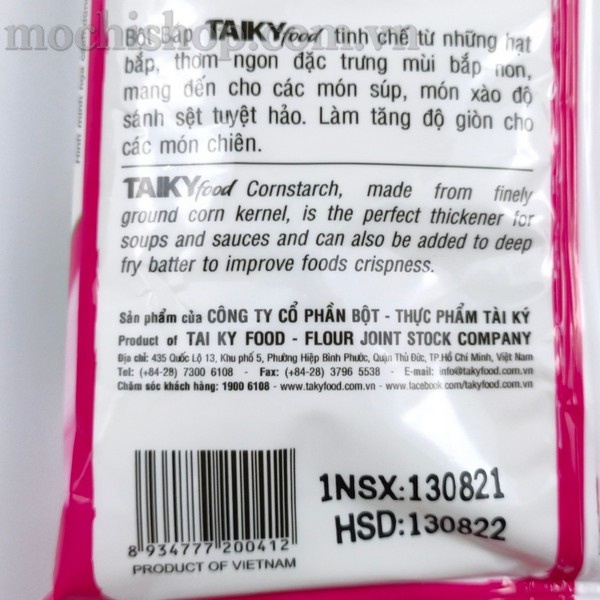 mochishop.com.vn
Bột bắp TAIKYfood tinh chế từ những hạt
bắp, thơm ngon đặc trưng mùi bắp non,
mang đến cho các món súp, món xào độ
sánh sệt tuyệt hảo. Làm tăng độ giòn cho
các món chiên.
TAIKYfood Cornstarch, made from finely
ground corn kernel, is the perfect thickener for
soups and sauces and can also be added to deep
fry batter to improve foods crispness.
Sản phẩm của CÔNG TY CỔ PHẦN BỘT - THỰC PHẨM TÀI KÝ
Product of TAI KY FOOD - FLOUR JOINT STOCK COMPANY
Địa chỉ: 435 Quốc Lộ 13, Khu phố 5, Phường Hiệp Bình Phước, Quận Thủ Đức, TP.Hồ Chí Minh, Việt Nam
Tel: (+84-28) 7300 6108 - Fax: (+84-28) 3796 5538 - E-mail: info@takyfood.com.vn
Chăm sóc khách hàng: 1900 6108 - www.takyfood.com.vn - www.facebook.com/takyfood.com.vn
1NSX:130821
HSD:130822
8 934777 200412
PRODUCT OF VIETNAM